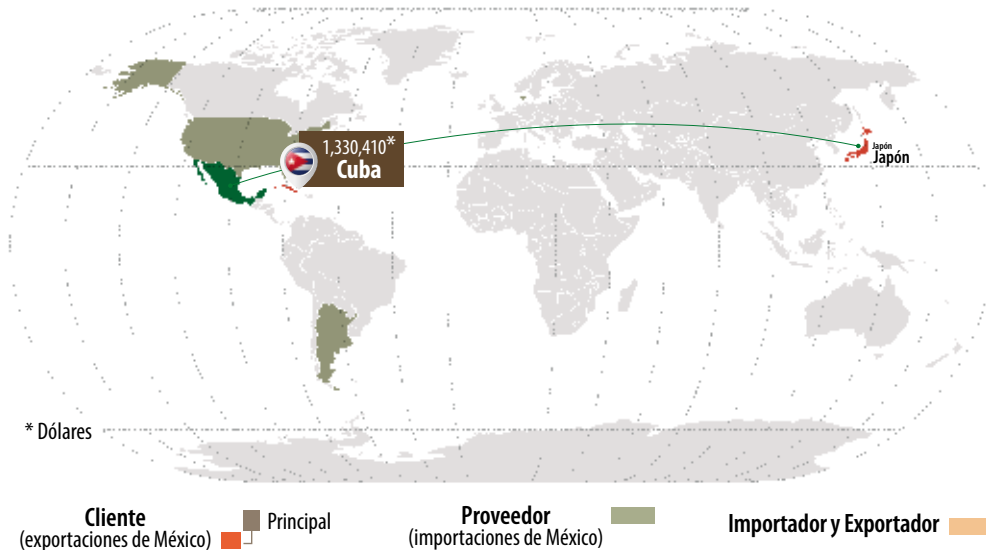 1,330,410*
Cuba
Japón
Japón
* Dólares
Cliente
(exportaciones de México)
Principal
Proveedor
(importaciones de México)
Importador y Exportador